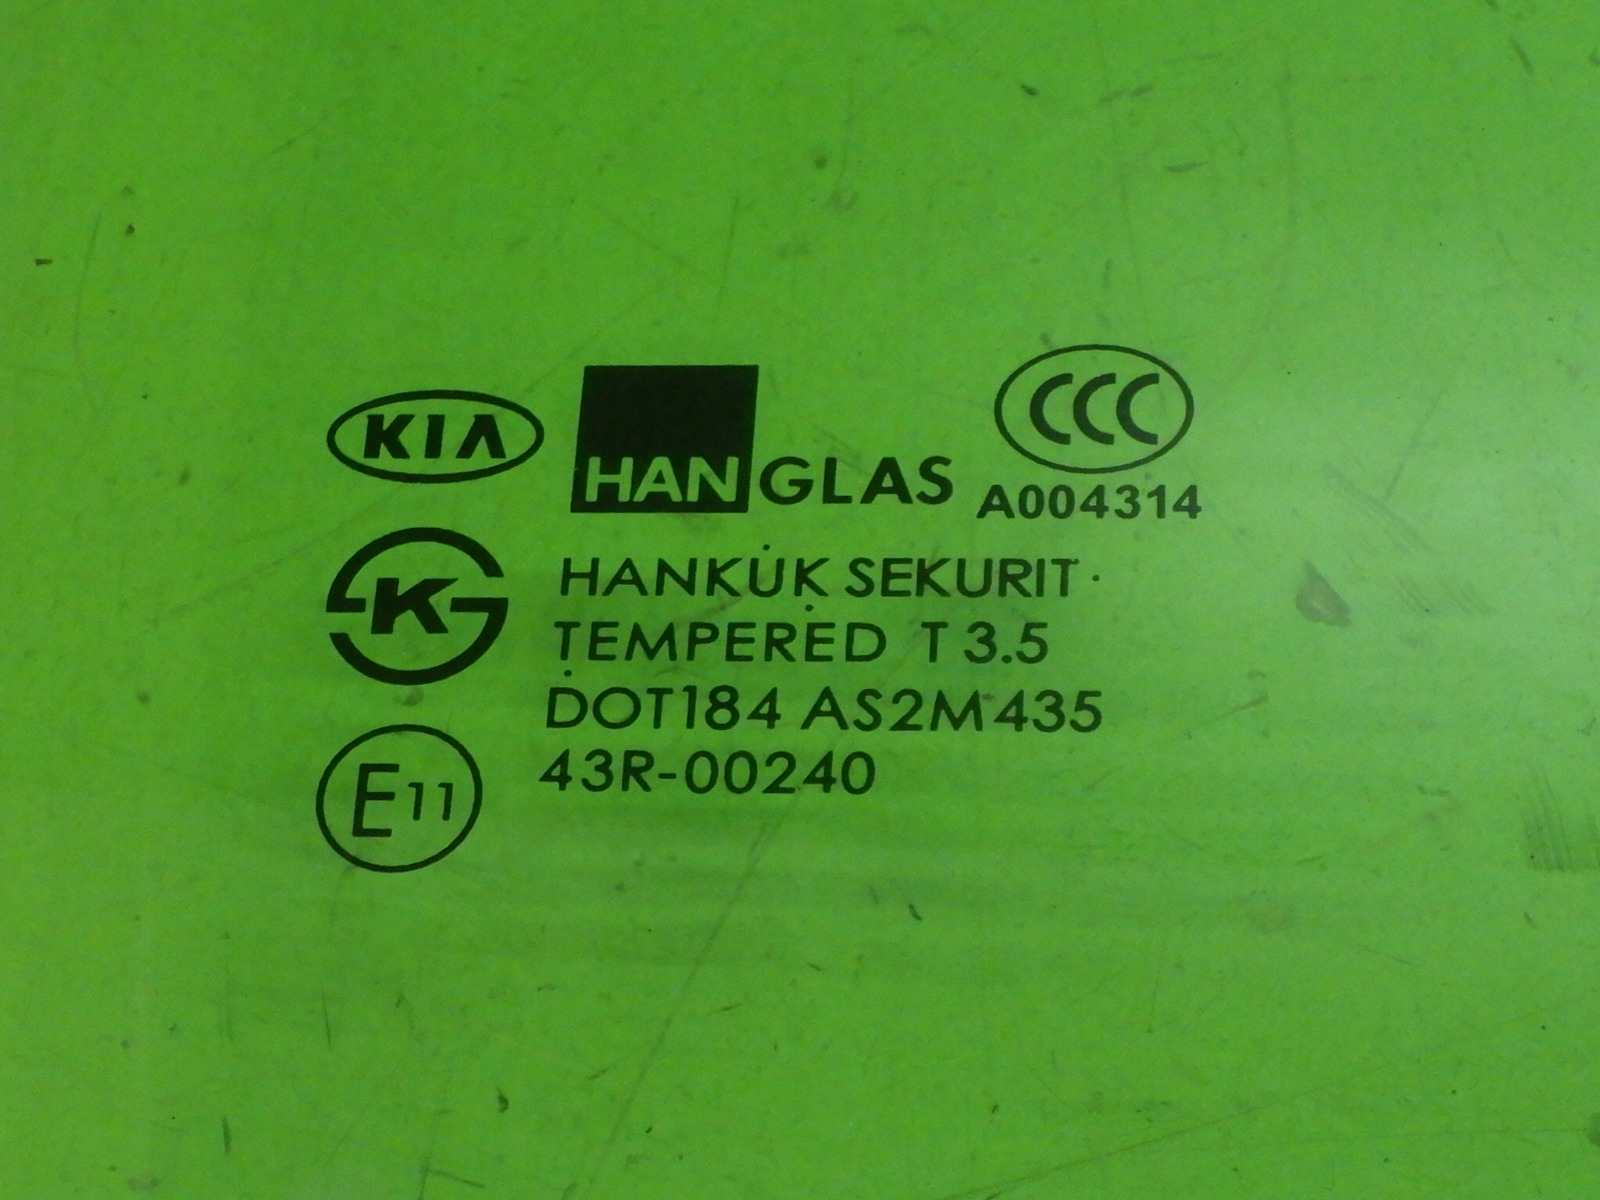 KIA
HANGLAS
CCC
A004314
K
HANKUK SEKURIT
TEMPERED T 3.5
DOT184 AS2M435
43R-00240
E11